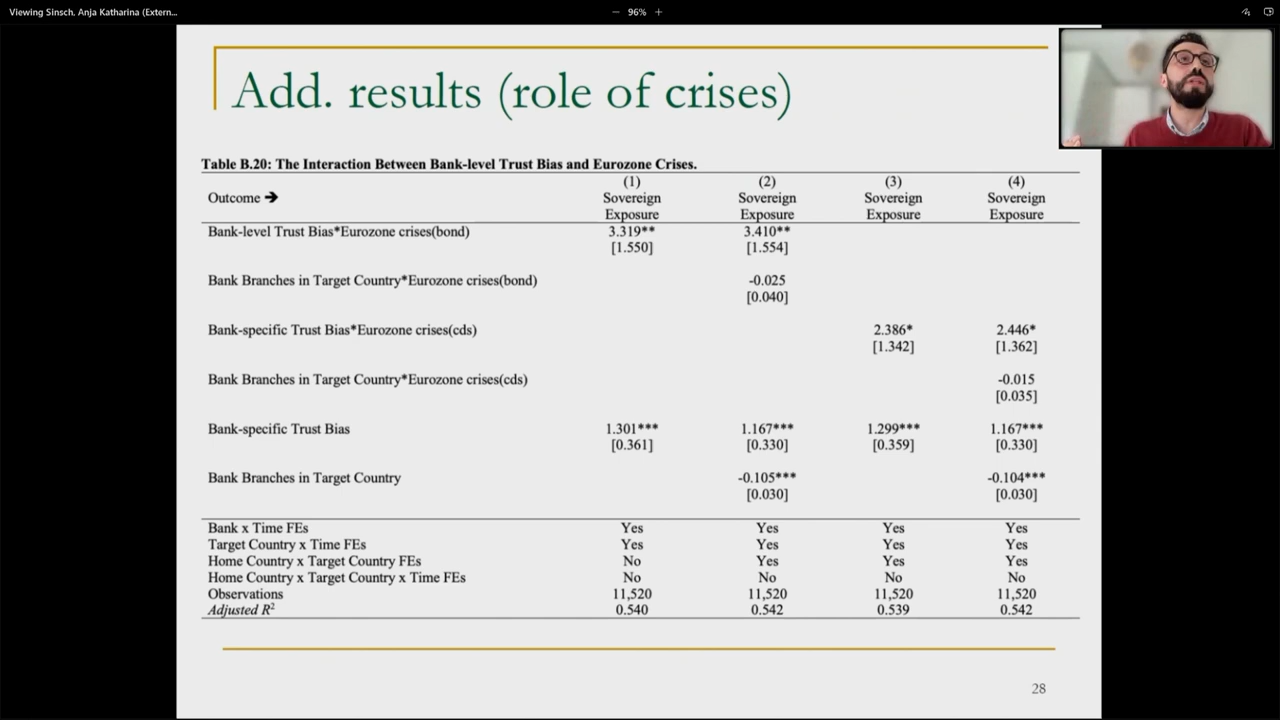 Viewing Sinsch, Anja Katharina (Extern...
− 96% +
Add. results (role of crises)
Table B.20: The Interaction Between Bank-level Trust Bias and Eurozone Crises.
(1) (2) (3) (4)
Outcome ➔ Sovereign Sovereign Sovereign Sovereign
Exposure Exposure Exposure Exposure
Bank-level Trust Bias*Eurozone crises(bond) 3.319** 3.410**
[1.550] [1.554]
Bank Branches in Target Country*Eurozone crises(bond) -0.025
[0.040]
Bank-specific Trust Bias*Eurozone crises(cds) 2.386* 2.446*
[1.342] [1.362]
Bank Branches in Target Country*Eurozone crises(cds) -0.015
[0.035]
Bank-specific Trust Bias 1.301*** 1.167*** 1.299*** 1.167***
[0.361] [0.330] [0.359] [0.330]
Bank Branches in Target Country -0.105*** -0.104***
[0.030] [0.030]
Bank x Time FEs Yes Yes Yes Yes
Target Country x Time FEs Yes Yes Yes Yes
Home Country x Target Country FEs No Yes Yes Yes
Home Country x Target Country x Time FEs No No No No
Observations 11,520 11,520 11,520 11,520
Adjusted R² 0.540 0.542 0.539 0.542
28